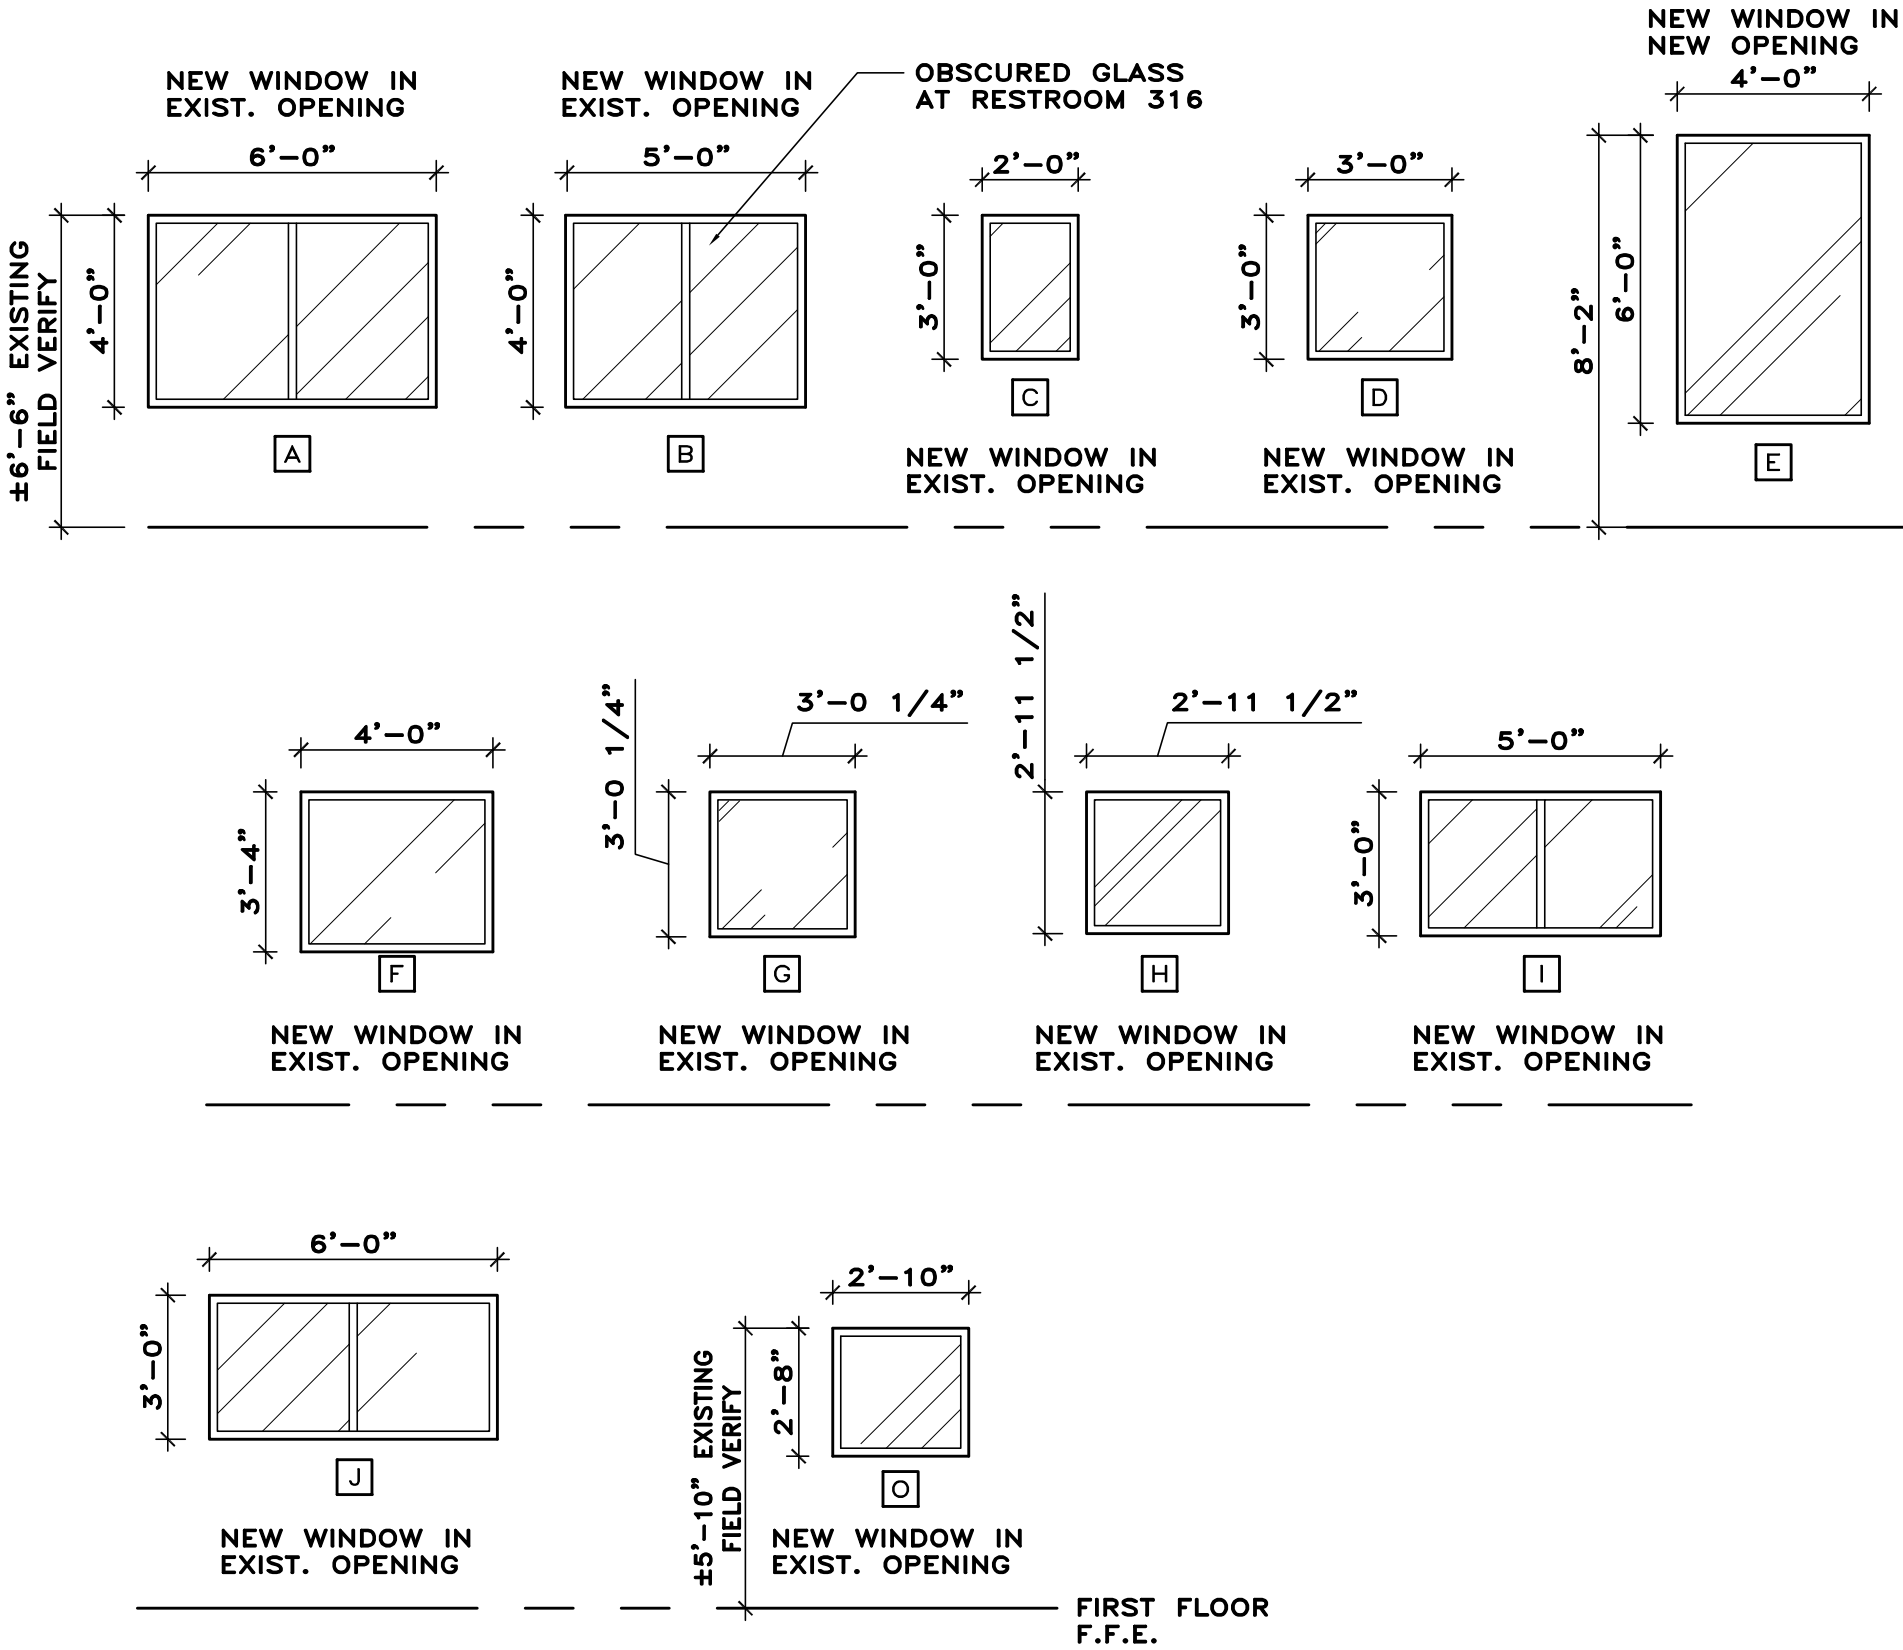 NEW WINDOW IN
NEW OPENING
4'-0"
NEW WINDOW IN
EXIST. OPENING
6'-0"
NEW WINDOW IN
EXIST. OPENING
5'-0"
OBSCURED GLASS
AT RESTROOM 316
2'-0"
3'-0"
±6'-6" EXISTING
FIELD VERIFY
4'-0"
4'-0"
3'-0"
3'-0"
8'-2"
6'-0"
A
B
C
D
E
NEW WINDOW IN
EXIST. OPENING
NEW WINDOW IN
EXIST. OPENING
4'-0"
3'-4"
3'-0 1/4"
3'-0 1/4"
2'-11 1/2"
2'-11 1/2"
5'-0"
3'-0"
F
G
H
I
NEW WINDOW IN
EXIST. OPENING
NEW WINDOW IN
EXIST. OPENING
NEW WINDOW IN
EXIST. OPENING
NEW WINDOW IN
EXIST. OPENING
6'-0"
3'-0"
J
NEW WINDOW IN
EXIST. OPENING
2'-10"
±5'-10" EXISTING
FIELD VERIFY
2'-8"
O
NEW WINDOW IN
EXIST. OPENING
FIRST FLOOR
F.F.E.